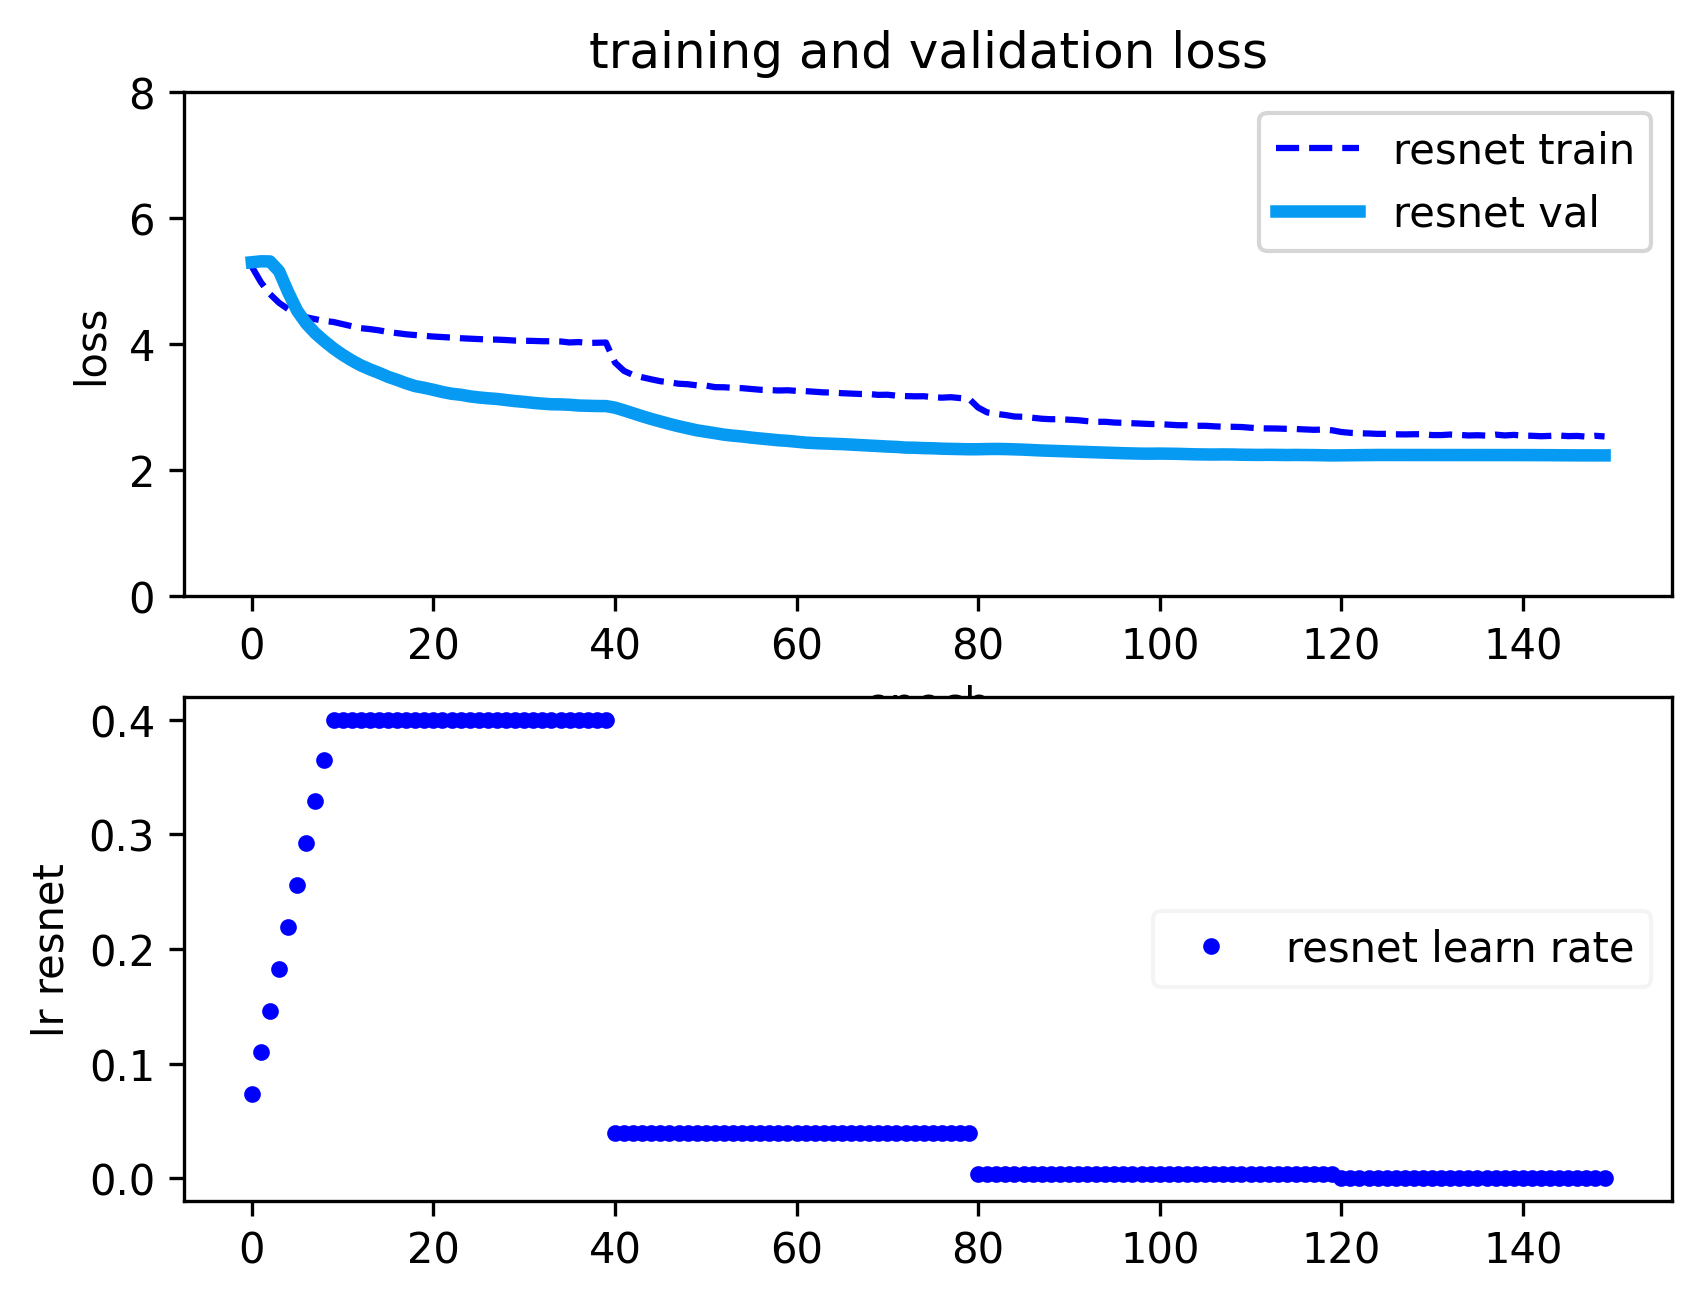 training and validation loss
8
6
4
2
0
loss
resnet train
resnet val
0 20 40 60 80 100 120 140
0.4
0.3
0.2
0.1
0.0
lr resnet
resnet learn rate
0 20 40 60 80 100 120 140